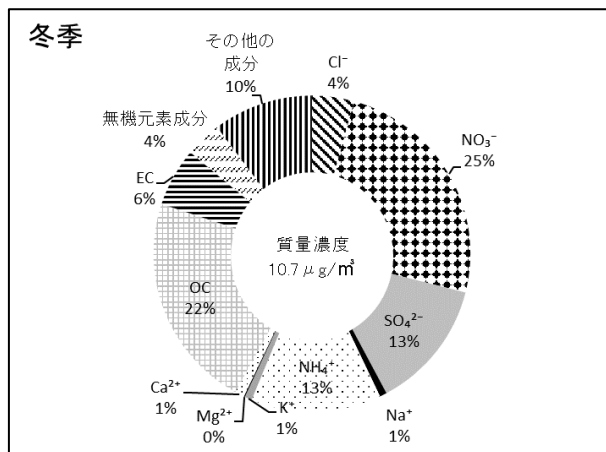 冬季
その他の
成分
10%
Cl⁻
4%
無機元素成分
4%
NO₃⁻
25%
EC
6%
質量濃度
10.7μg/㎥
OC
22%
SO₄²⁻
13%
NH₄⁺
13%
Ca²⁺
1%
Mg²⁺
0%
K⁺
1%
Na⁺
1%